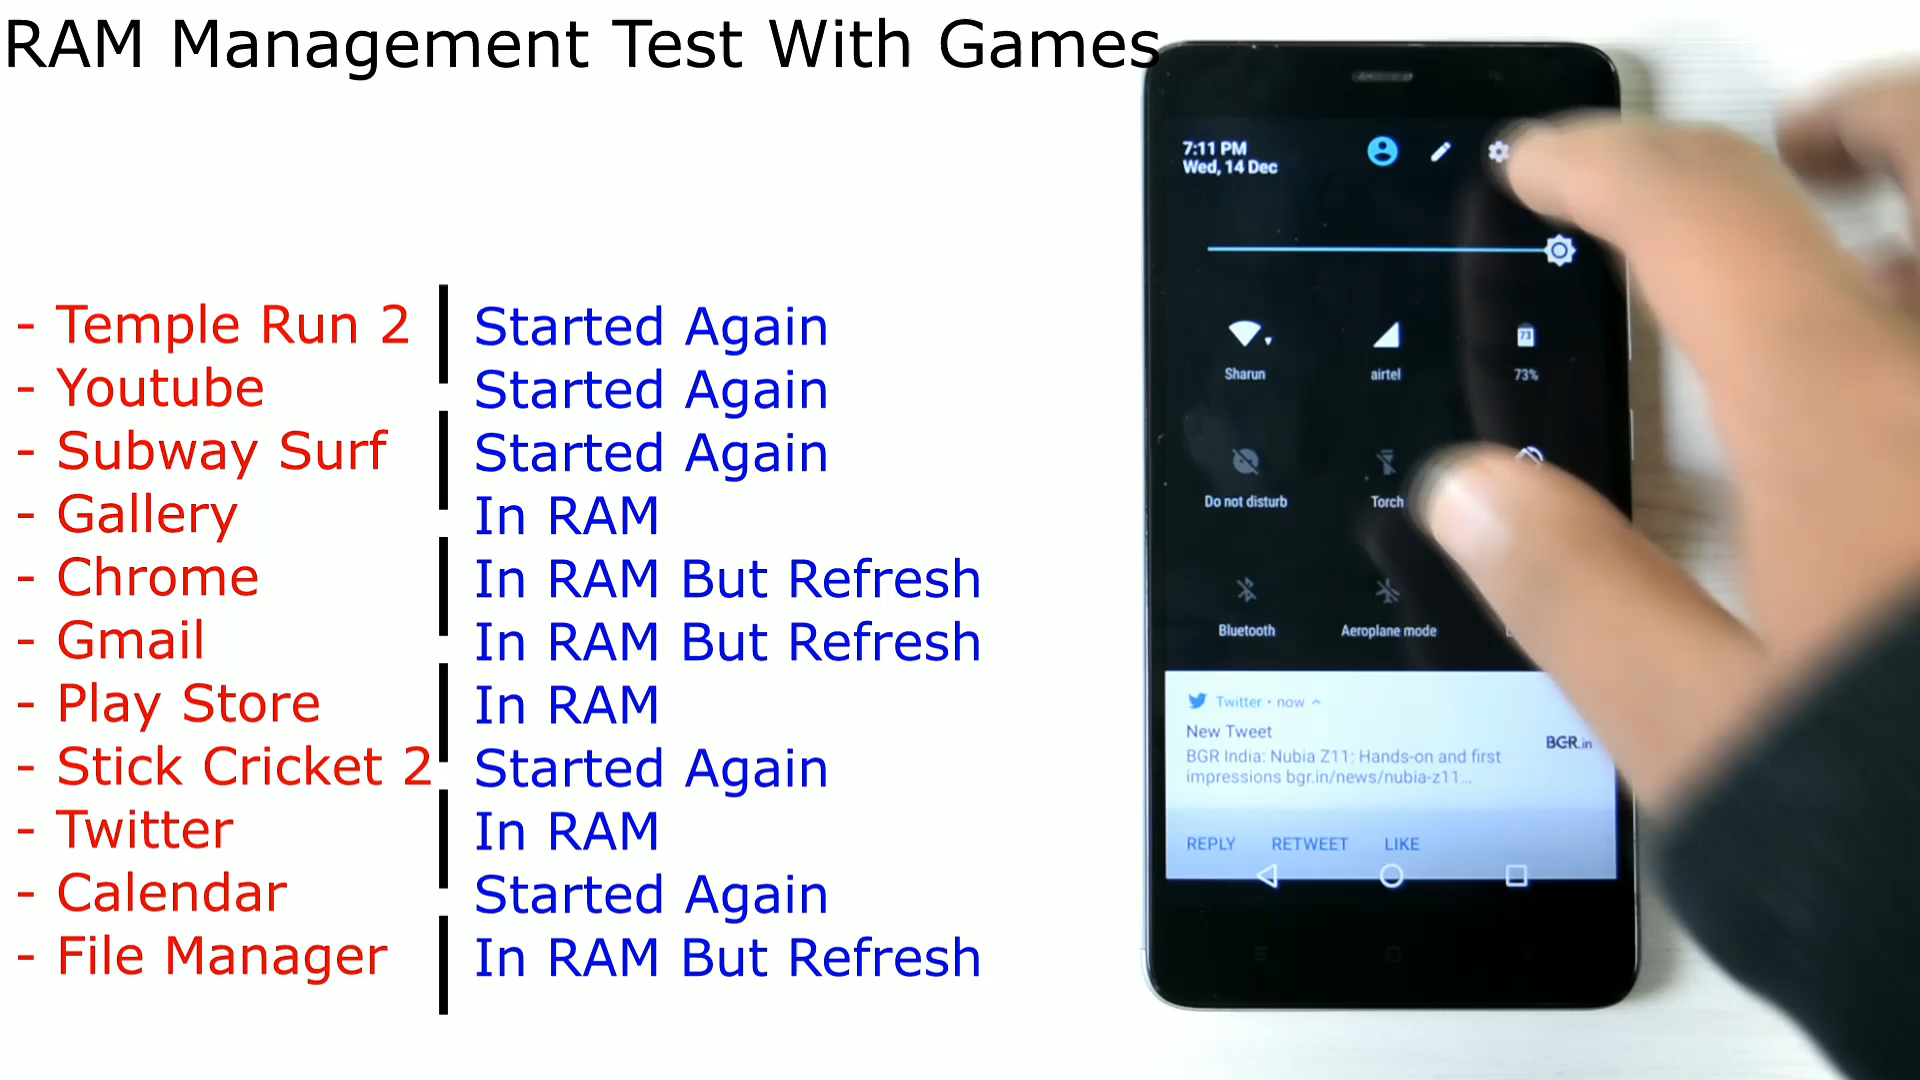 RAM Management Test With Games
- Temple Run 2 Started Again
- Youtube Started Again
- Subway Surf Started Again
- Gallery In RAM
- Chrome In RAM But Refresh
- Gmail In RAM But Refresh
- Play Store In RAM
- Stick Cricket 2 Started Again
- Twitter In RAM
- Calendar Started Again
- File Manager In RAM But Refresh
7:11 PM
Wed, 14 Dec
73
Sharun airtel 73%
Do not disturb Torch
Bluetooth Aeroplane mode
Twitter • now
New Tweet
BGR India: Nubia Z11: Hands-on and first
impressions bgr.in/news/nubia-z11...
BGR.in
REPLY RETWEET LIKE